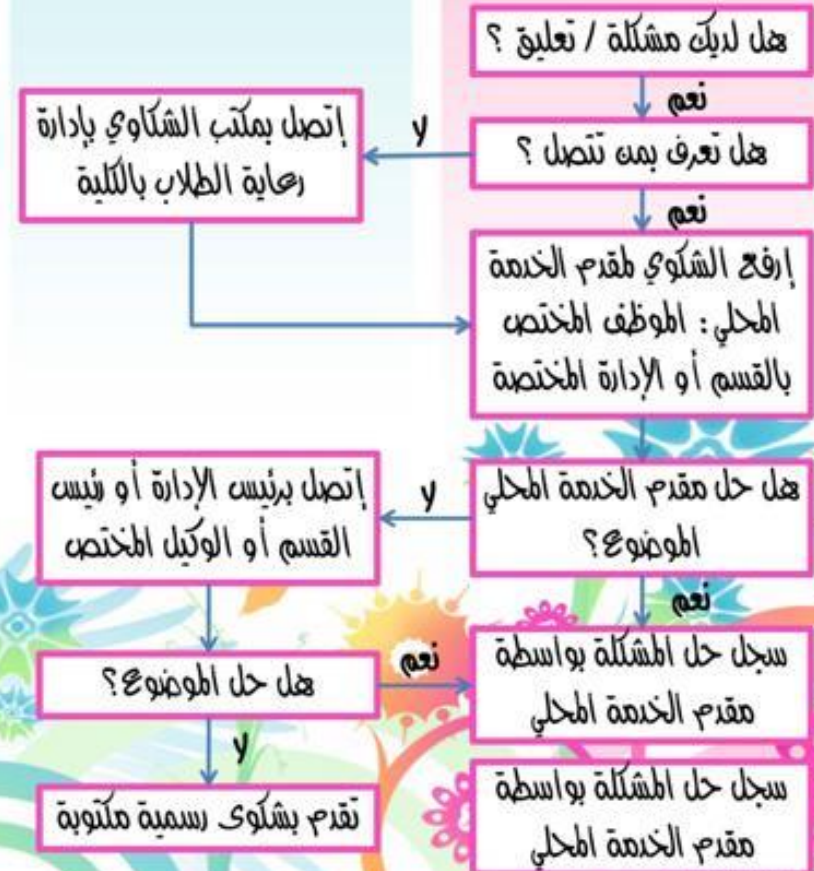 هل لديك مشكلة / تعليق ؟
نعم
هل تعرف بمن تتصل ؟
لا
إتصل بمكتب الشكاوي بإدارة
رعاية الطلاب بالكلية
نعم
إرفع الشكوي لمقدم الخدمة
المحلي: الموظف المختص
بالقسم أو الإدارة المختصة
هل حل مقدم الخدمة المحلي
الموضوع؟
لا
إتصل برئيس الإدارة أو رئيس
القسم أو الوكيل المختص
نعم
سجل حل المشكلة بواسطة
مقدم الخدمة المحلي
هل حل الموضوع؟
نعم
لا
تقدم بشكوى رسمية مكتوبة
سجل حل المشكلة بواسطة
مقدم الخدمة المحلي